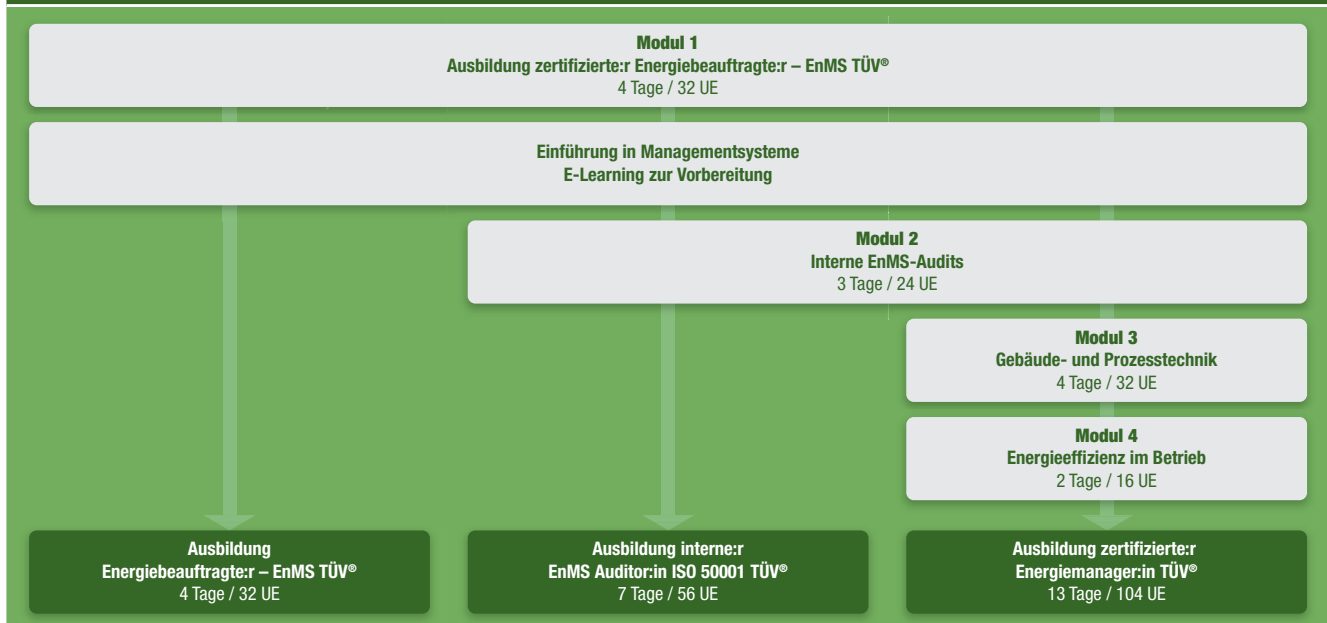 Modul 1
Ausbildung zertifizierte:r Energiebeauftragte:r – EnMS TÜV®
4 Tage / 32 UE
Einführung in Managementsysteme
E-Learning zur Vorbereitung
Modul 2
Interne EnMS-Audits
3 Tage / 24 UE
Modul 3
Gebäude- und Prozesstechnik
4 Tage / 32 UE
Modul 4
Energieeffizienz im Betrieb
2 Tage / 16 UE
Ausbildung
Energiebeauftragte:r – EnMS TÜV®
4 Tage / 32 UE
Ausbildung interne:r
EnMS Auditor:in ISO 50001 TÜV®
7 Tage / 56 UE
Ausbildung zertifizierte:r
Energiemanager:in TÜV®
13 Tage / 104 UE